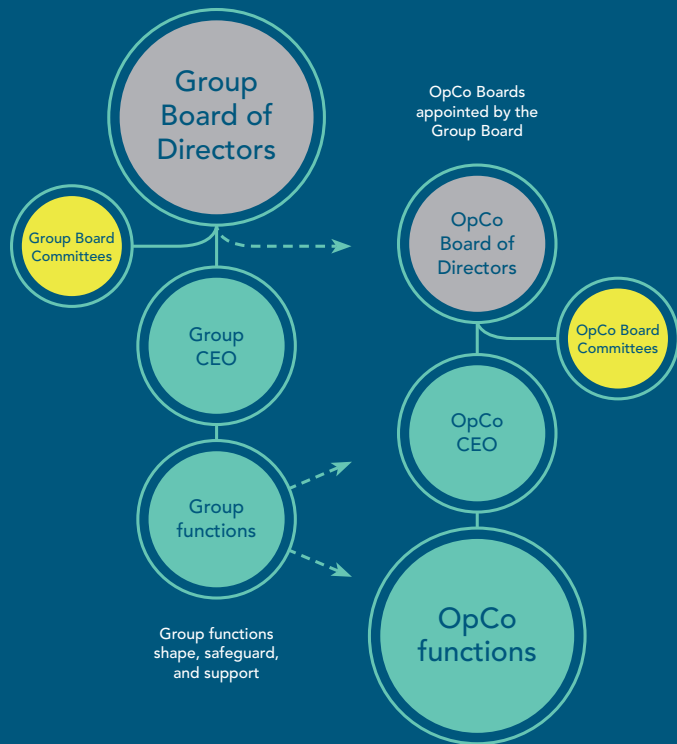 Group
Board of
Directors
OpCo Boards
appointed by the
Group Board
Group Board
Committees
OpCo
Board of
Directors
Group
CEO
OpCo Board
Committees
OpCo
CEO
Group
functions
OpCo
functions
Group functions
shape, safeguard,
and support